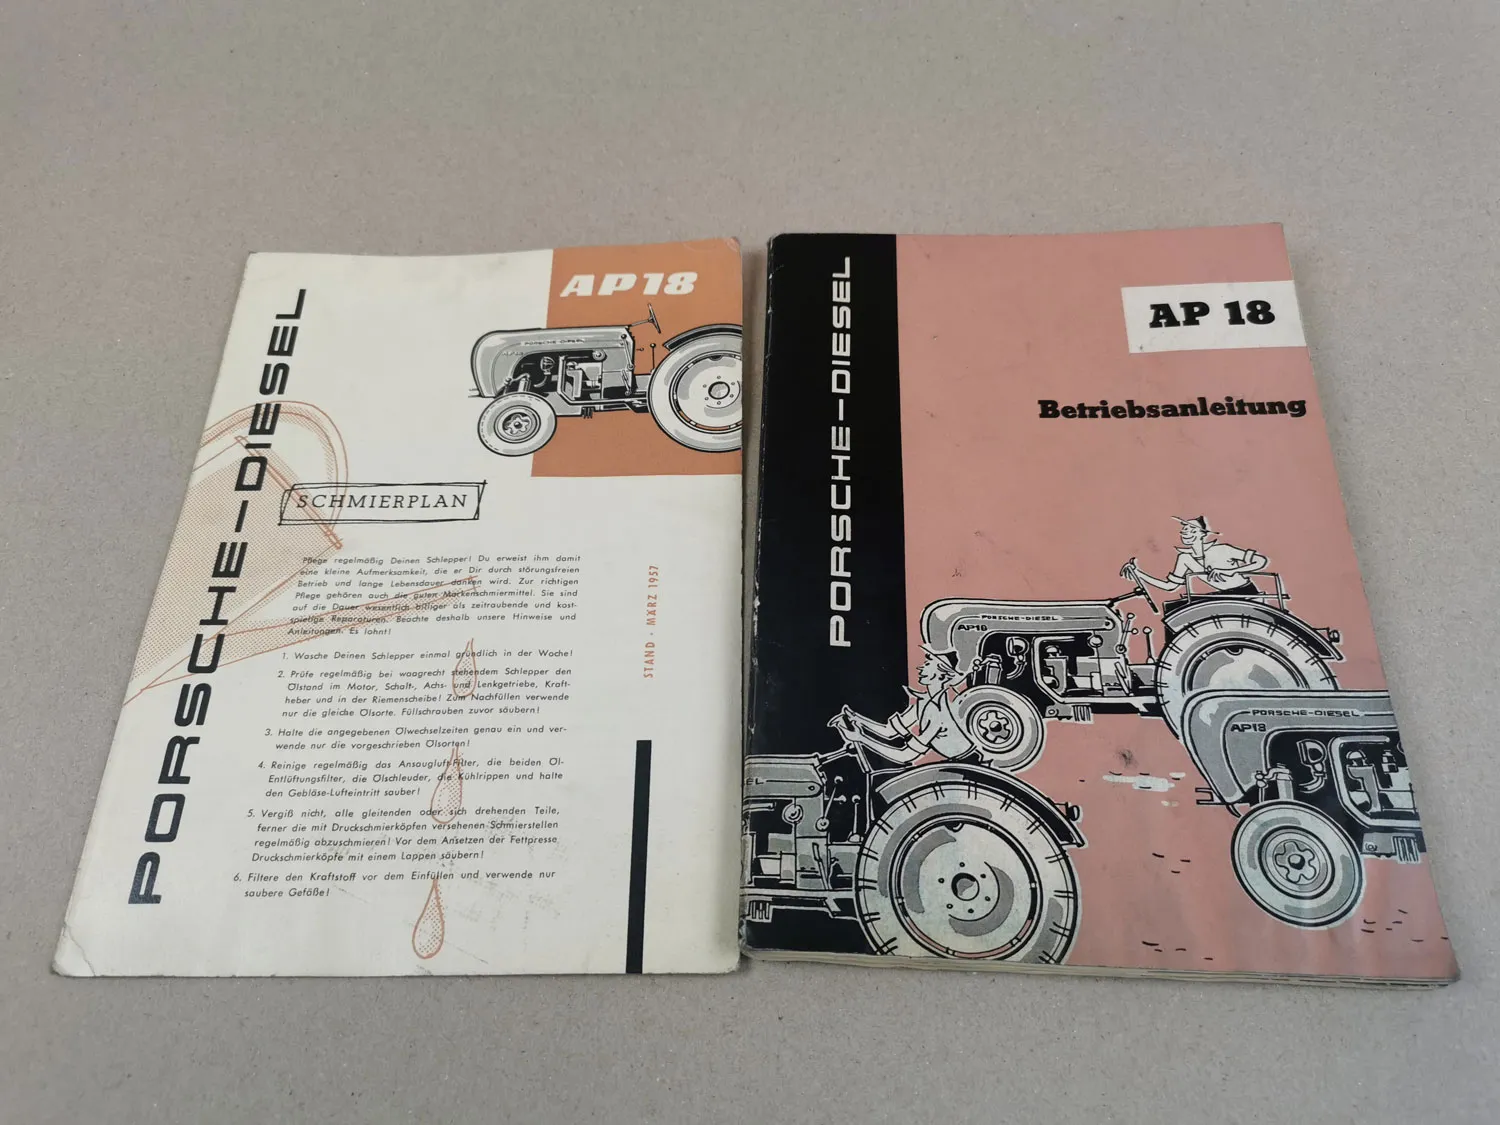 PORSCHE-DIESEL
AP18
PORSCHE-DIESEL
SCHMIERPLAN
Pflege regelmäßig Deinen Schlepper! Du erweist ihm damit
eine kleine Aufmerksamkeit, die er Dir durch störungsfreien
Betrieb und lange Lebensdauer danken wird. Zur richtigen
Pflege gehören auch die guten Markenschmiermittel. Sie sind
auf die Dauer wesentlich billiger als zeitraubende und kost-
spielige Reparaturen. Beachte deshalb unsere Hinweise und
Anleitungen. Es lohnt!
1. Wasche Deinen Schlepper einmal gründlich in der Woche!
2. Prüfe regelmäßig bei waagrecht stehendem Schlepper den
Ölstand im Motor, Schalt-, Achs- und Lenkgetriebe, Kraft-
heber und in der Riemenscheibe! Zum Nachfüllen verwende
nur die gleiche Ölsorte. Füllschrauben zuvor säubern!
3. Halte die angegebenen Ölwechselzeiten genau ein und ver-
wende nur die vorgeschrieben Ölsorten!
4. Reinige regelmäßig das Ansaugluft-Filter, die beiden Öl-
Entlüftungsfilter, die Ölschleuder, die Kühlrippen und halte
den Gebläse-Lufteintritt sauber!
5. Vergiß nicht, alle gleitenden oder sich drehenden Teile,
ferner die mit Druckschmierköpfen versehenen Schmierstellen
regelmäßig abzuschmieren! Vor dem Ansetzen der Fettpresse
Druckschmierköpfe mit einem Lappen säubern!
6. Filtere den Kraftstoff vor dem Einfüllen und verwende nur
saubere Gefäße!
STAND · MÄRZ 1957
PORSCHE-DIESEL
AP 18
Betriebsanleitung
PORSCHE-DIESEL
AP18
PORSCHE-DIESEL
AP18